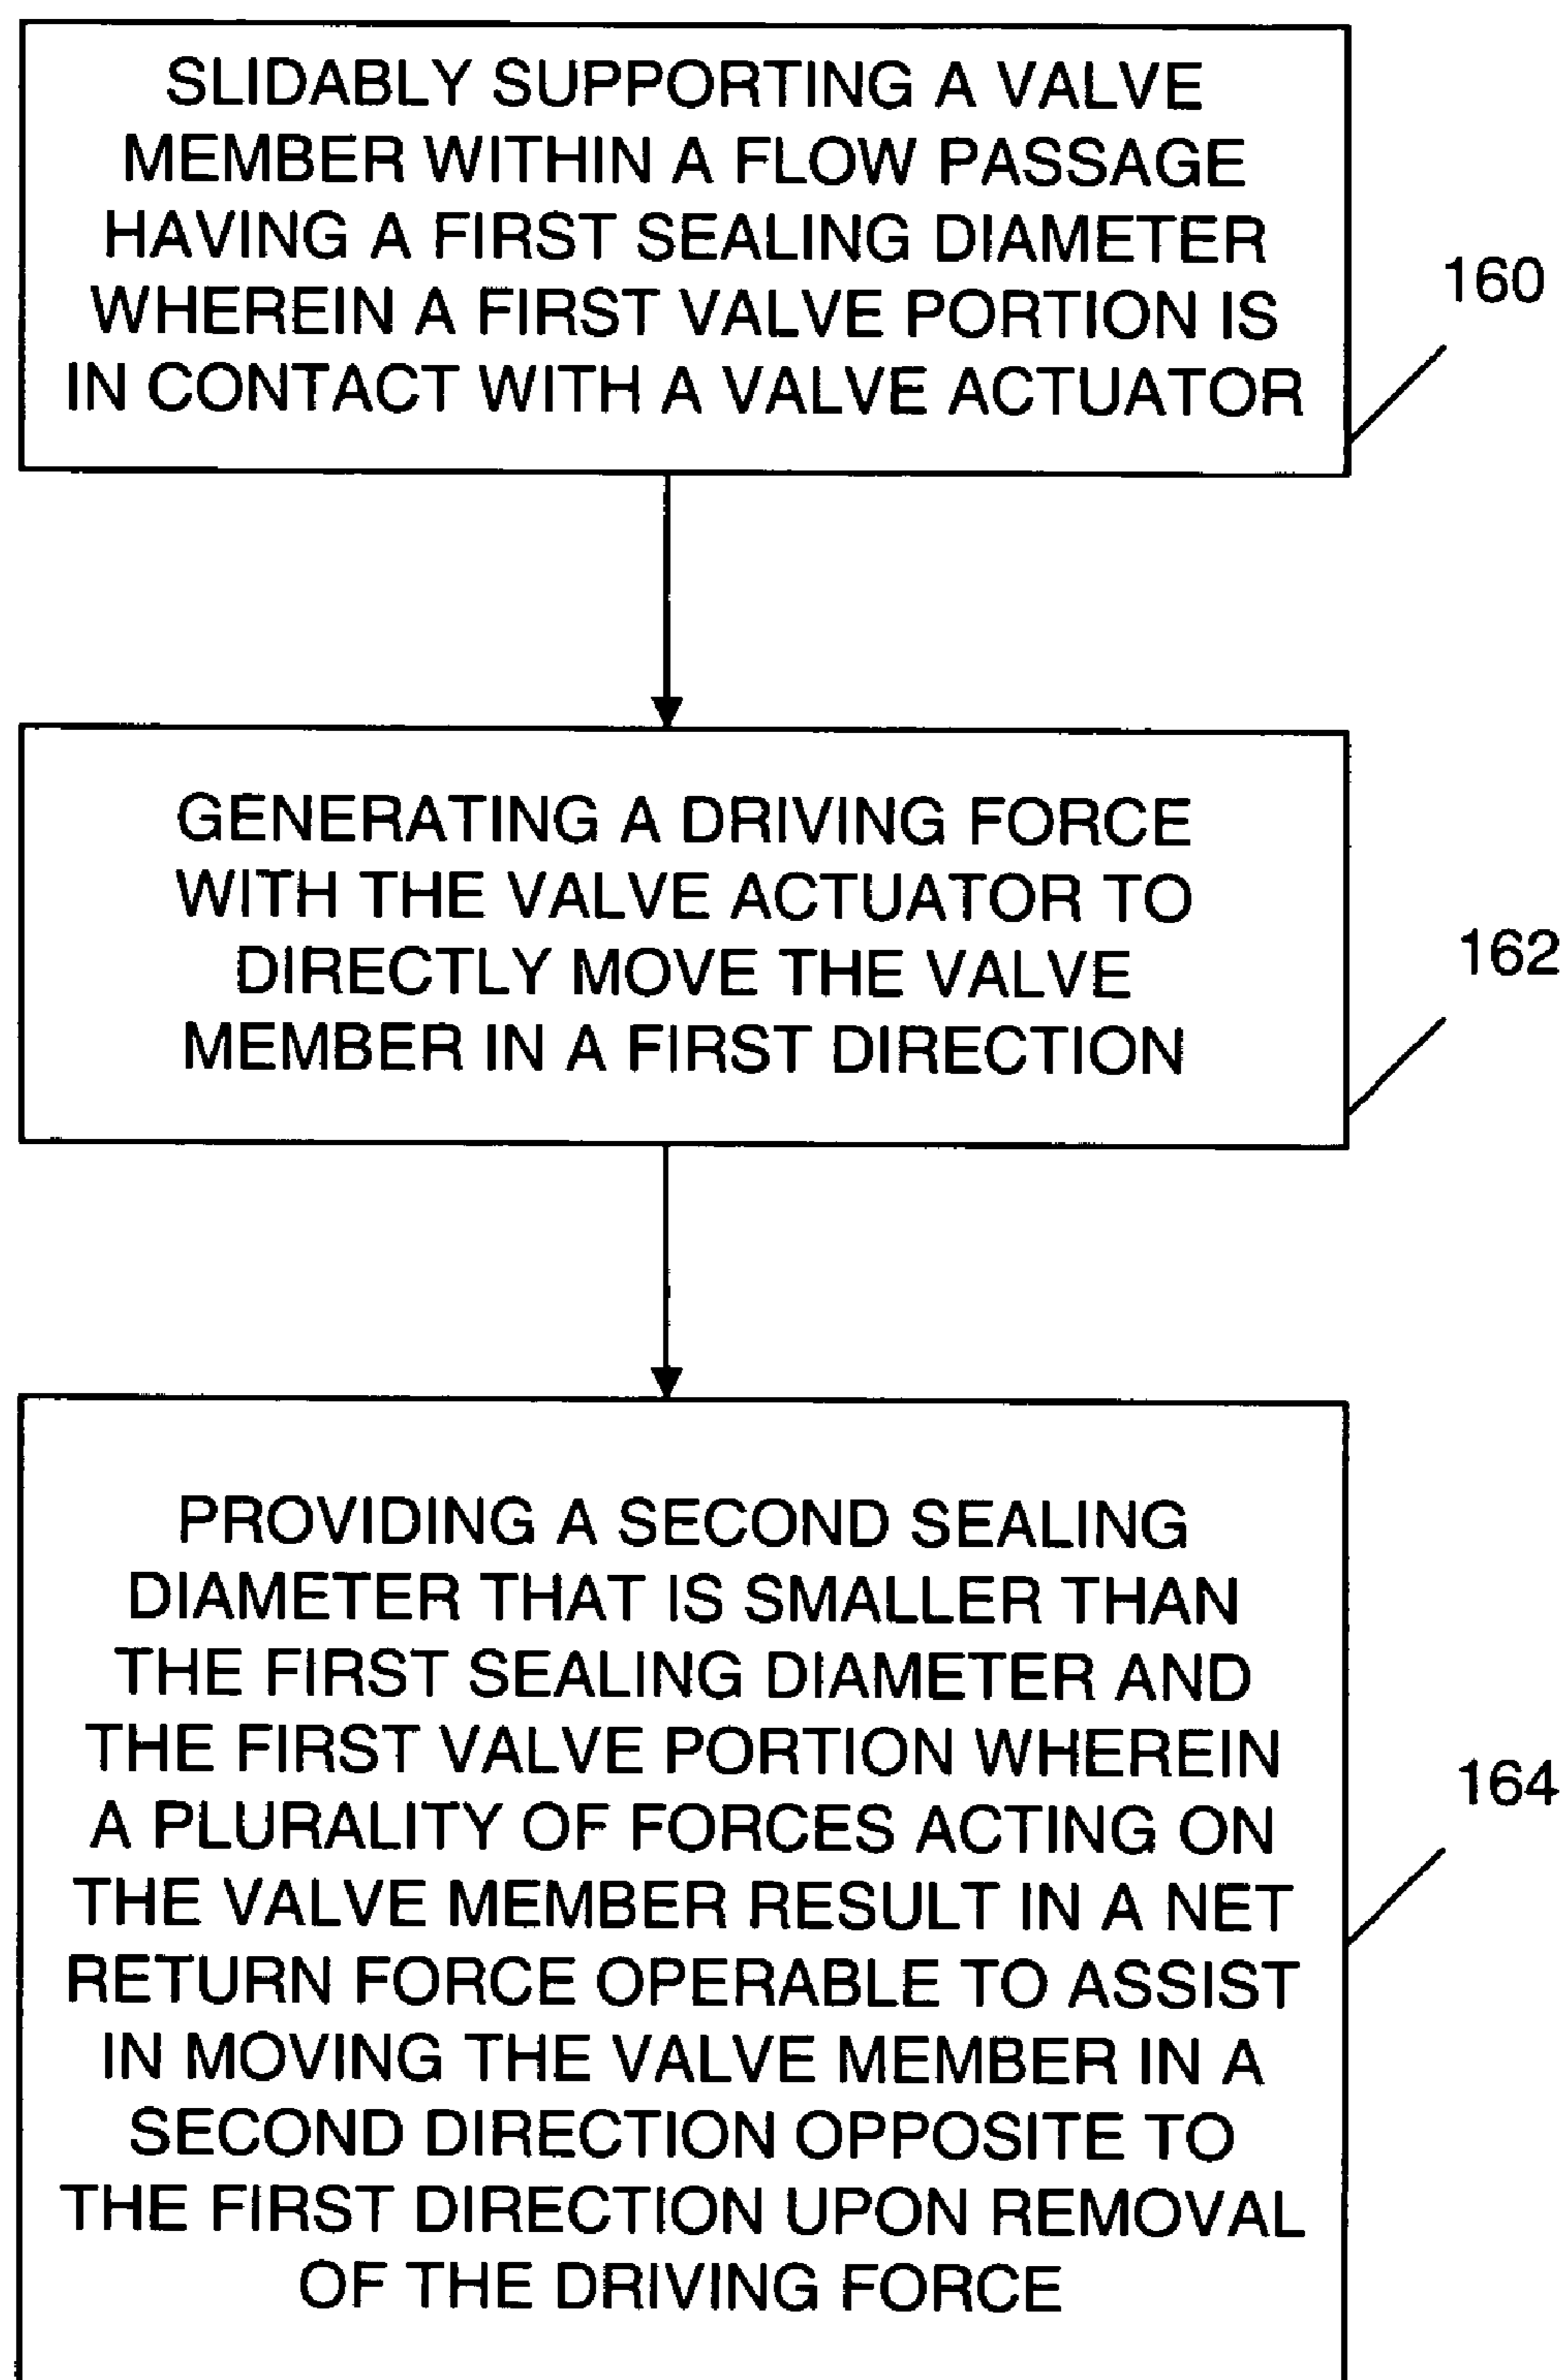 SLIDABLY SUPPORTING A VALVE
MEMBER WITHIN A FLOW PASSAGE
HAVING A FIRST SEALING DIAMETER
WHEREIN A FIRST VALVE PORTION IS
IN CONTACT WITH A VALVE ACTUATOR
160
GENERATING A DRIVING FORCE
WITH THE VALVE ACTUATOR TO
DIRECTLY MOVE THE VALVE
MEMBER IN A FIRST DIRECTION
162
PROVIDING A SECOND SEALING
DIAMETER THAT IS SMALLER THAN
THE FIRST SEALING DIAMETER AND
THE FIRST VALVE PORTION WHEREIN
A PLURALITY OF FORCES ACTING ON
THE VALVE MEMBER RESULT IN A NET
RETURN FORCE OPERABLE TO ASSIST
IN MOVING THE VALVE MEMBER IN A
SECOND DIRECTION OPPOSITE TO
THE FIRST DIRECTION UPON REMOVAL
OF THE DRIVING FORCE
164